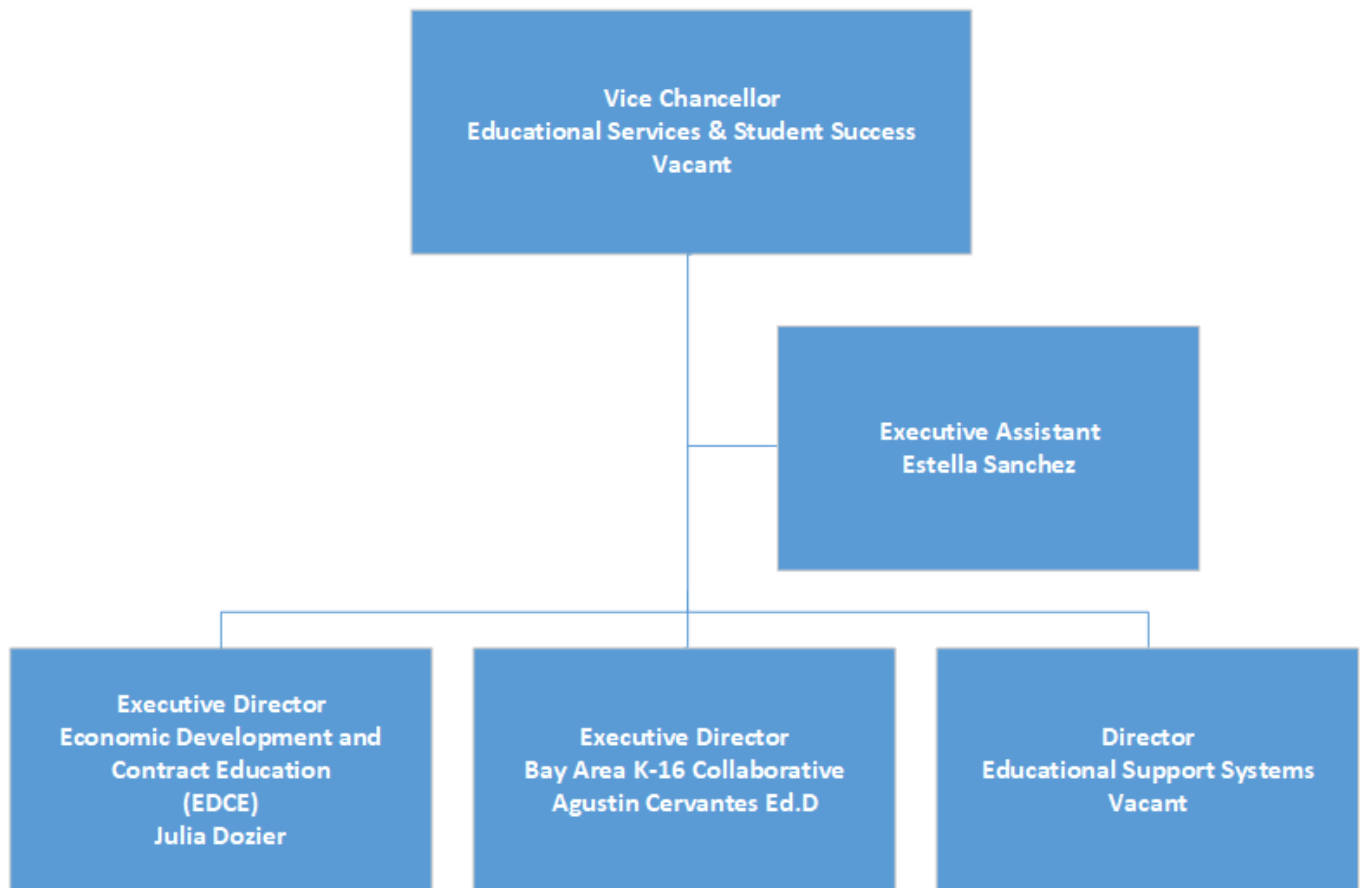 Vice Chancellor
Educational Services & Student Success
Vacant
Executive Assistant
Estella Sanchez
Executive Director
Economic Development and
Contract Education
(EDCE)
Julia Dozier
Executive Director
Bay Area K-16 Collaborative
Agustin Cervantes Ed.D
Director
Educational Support Systems
Vacant